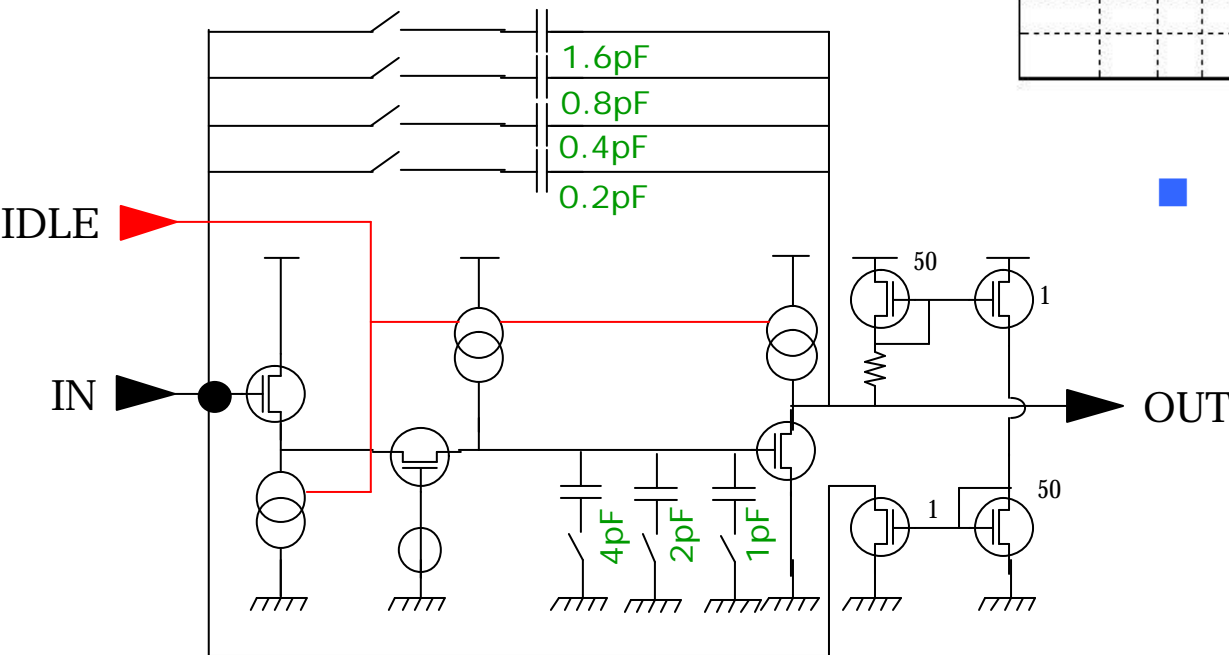 1.6pF
0.8pF
0.4pF
0.2pF
IDLE
50
1
IN
OUT
4pF
2pF
1pF
1
50